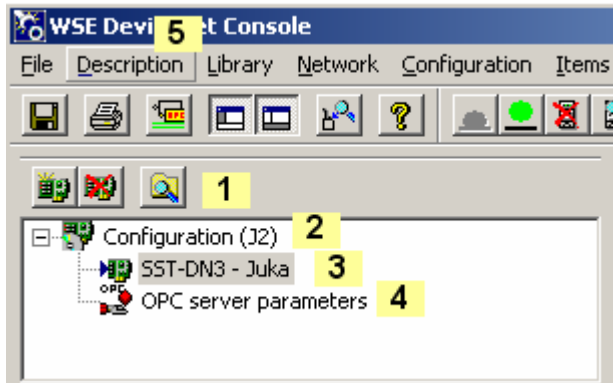 WSE Devi et Console
5
File Description Library Network Configuration Items
1
Configuration (J2) 2
SST-DN3 - Juka 3
OPC server parameters 4